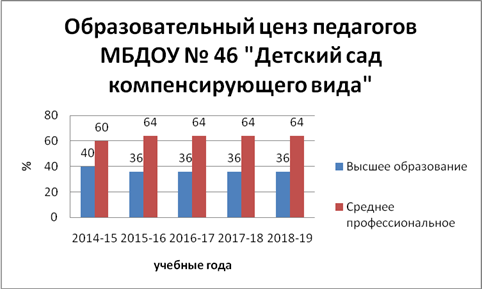 Образовательный ценз педагогов
МБДОУ № 46 "Детский сад
компенсирующего вида"
80
60
40
20
0
%
40
60
36
64
36
64
36
64
36
64
2014-15 2015-16 2016-17 2017-18 2018-19
учебные года
Высшее образование
Среднее
профессиональное